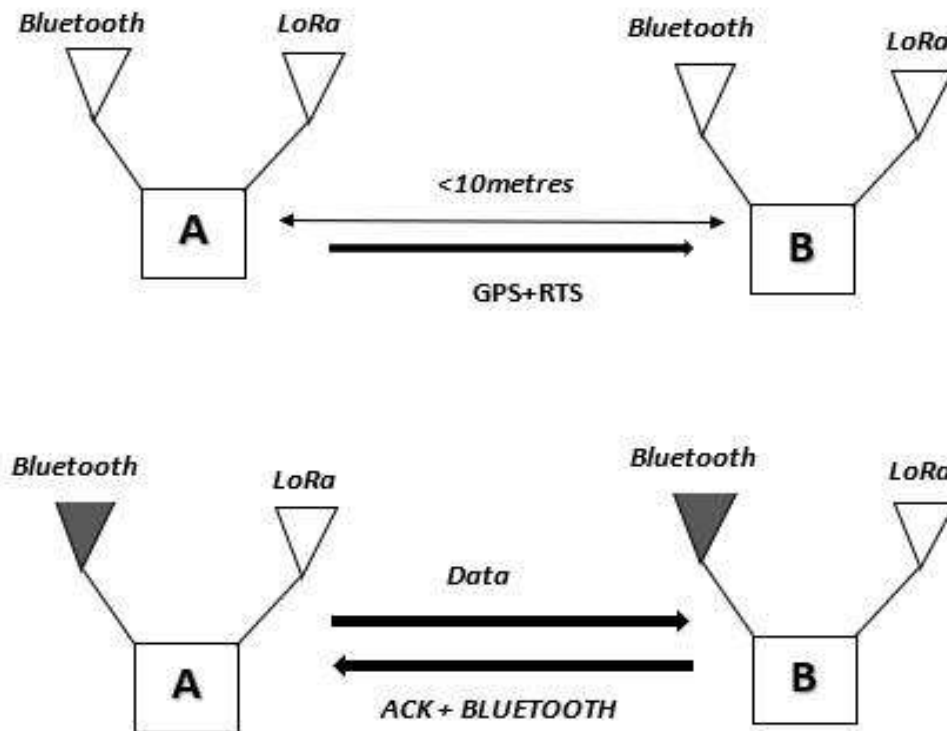 Bluetooth
LoRa
Bluetooth
LoRa
<10metres
A
B
GPS+RTS
Bluetooth
LoRa
Bluetooth
LoRa
Data
A
B
ACK + BLUETOOTH